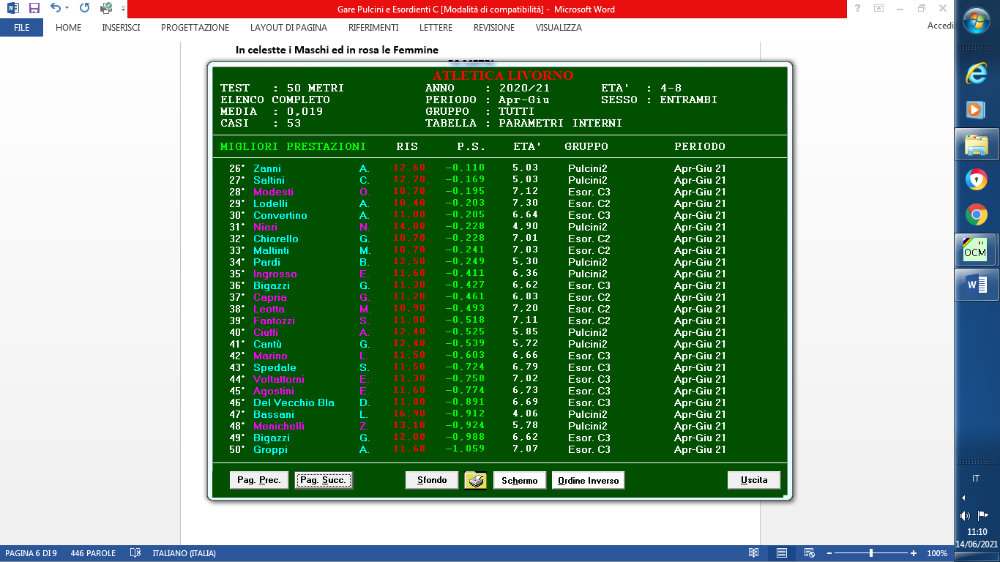 Gare Pulcini e Esordienti C [Modalità di compatibilità] - Microsoft Word
FILE HOME INSERISCI PROGETTAZIONE LAYOUT DI PAGINA RIFERIMENTI LETTERE REVISIONE VISUALIZZA Accedi
In celestte i Maschi ed in rosa le Femmine
ATLETICA LIVORNO
TEST : 50 METRI ANNO : 2020/21 ETA' : 4-8
ELENCO COMPLETO PERIODO : Apr-Giu SESSO : ENTRAMBI
MEDIA : 0,019 GRUPPO : TUTTI
CASI : 53 TABELLA : PARAMETRI INTERNI
MIGLIORI PRESTAZIONI RIS P.S. ETA' GRUPPO PERIODO
26° Zanni A. 12.60 -0,110 5,03 Pulcini2 Apr-Giu 21
27° Saltini C. 12.70 -0,169 5,03 Pulcini2 Apr-Giu 21
28° Modesti O. 10.70 -0,195 7,12 Esor. C3 Apr-Giu 21
29° Lodelli A. 10.40 -0,203 7,30 Esor. C2 Apr-Giu 21
30° Convertino A. 11.00 -0,205 6,64 Esor. C3 Apr-Giu 21
31° Nieri N. 14.00 -0,228 4,90 Pulcini2 Apr-Giu 21
32° Chiarello G. 10.70 -0,228 7,01 Esor. C2 Apr-Giu 21
33° Maltinti M. 10.70 -0,241 7,03 Esor. C2 Apr-Giu 21
34° Pardi B. 12.50 -0,249 5,30 Pulcini2 Apr-Giu 21
35° Ingrosso E. 11.60 -0,411 6,36 Pulcini2 Apr-Giu 21
36° Bigazzi G. 11.30 -0,427 6,62 Esor. C3 Apr-Giu 21
37° Capria G. 11.20 -0,461 6,83 Esor. C2 Apr-Giu 21
38° Leotta M. 10.90 -0,493 7,20 Esor. C2 Apr-Giu 21
39° Fantozzi S. 11.00 -0,518 7,11 Esor. C2 Apr-Giu 21
40° Ciuffi A. 12.40 -0,525 5,85 Pulcini2 Apr-Giu 21
41° Cantù G. 12.40 -0,539 5,72 Pulcini2 Apr-Giu 21
42° Marino L. 11.50 -0,603 6,66 Esor. C3 Apr-Giu 21
43° Spedale S. 11.50 -0,724 6,79 Esor. C3 Apr-Giu 21
44° Voltattorni E. 11.30 -0,758 7,02 Esor. C3 Apr-Giu 21
45° Agostini E. 11.60 -0,774 6,73 Esor. C3 Apr-Giu 21
46° Del Vecchio Bla D. 11.80 -0,891 6,69 Esor. C3 Apr-Giu 21
47° Bassani L. 16.90 -0,912 4,06 Pulcini2 Apr-Giu 21
48° Menichelli Z. 13.10 -0,924 5,78 Pulcini2 Apr-Giu 21
49° Bigazzi G. 12.00 -0,988 6,62 Esor. C3 Apr-Giu 21
50° Groppi A. 11.60 -1,059 7,07 Esor. C3 Apr-Giu 21
Pag. Prec. Pag. Succ. Sfondo Schermo Ordine Inverso Uscita
OCM
IT
11:10
14/06/2021
PAGINA 6 DI 9 446 PAROLE ITALIANO (ITALIA) 100%